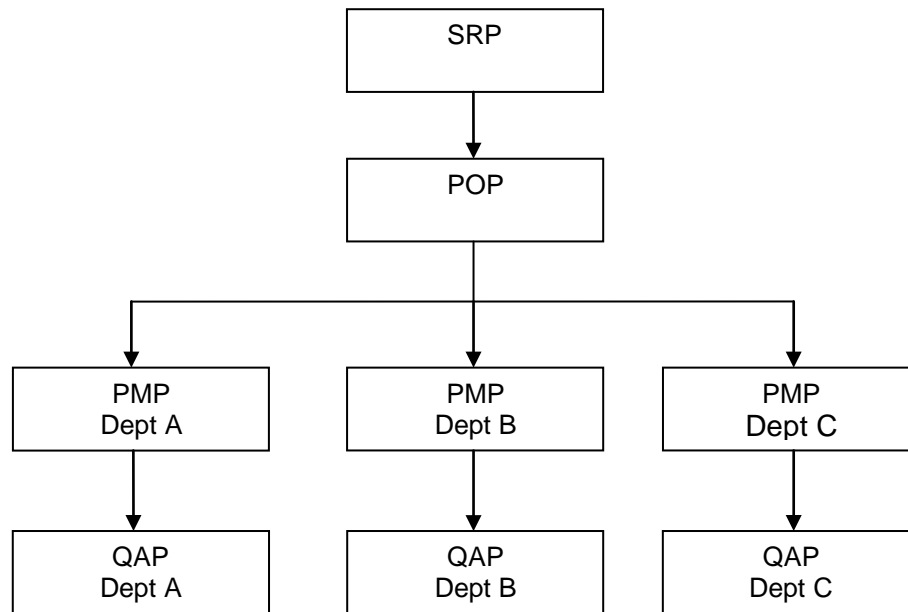 SRP
POP
PMP
Dept A
PMP
Dept B
PMP
Dept C
QAP
Dept A
QAP
Dept B
QAP
Dept C